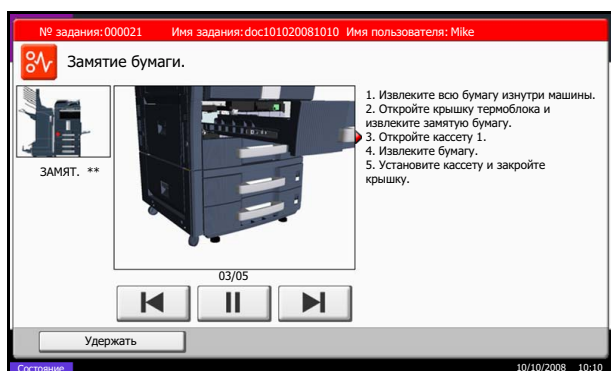 № задания: 000021 Имя задания: doc101020081010 Имя пользователя: Mike
Замятие бумаги.
1. Извлеките всю бумагу изнутри машины.
2. Откройте крышку термоблока и
извлеките замятую бумагу.
3. Откройте кассету 1.
4. Извлеките бумагу.
5. Установите кассету и закройте
крышку.
ЗАМЯТ. **
03/05
Удержать
Состояние 10/10/2008 10:10